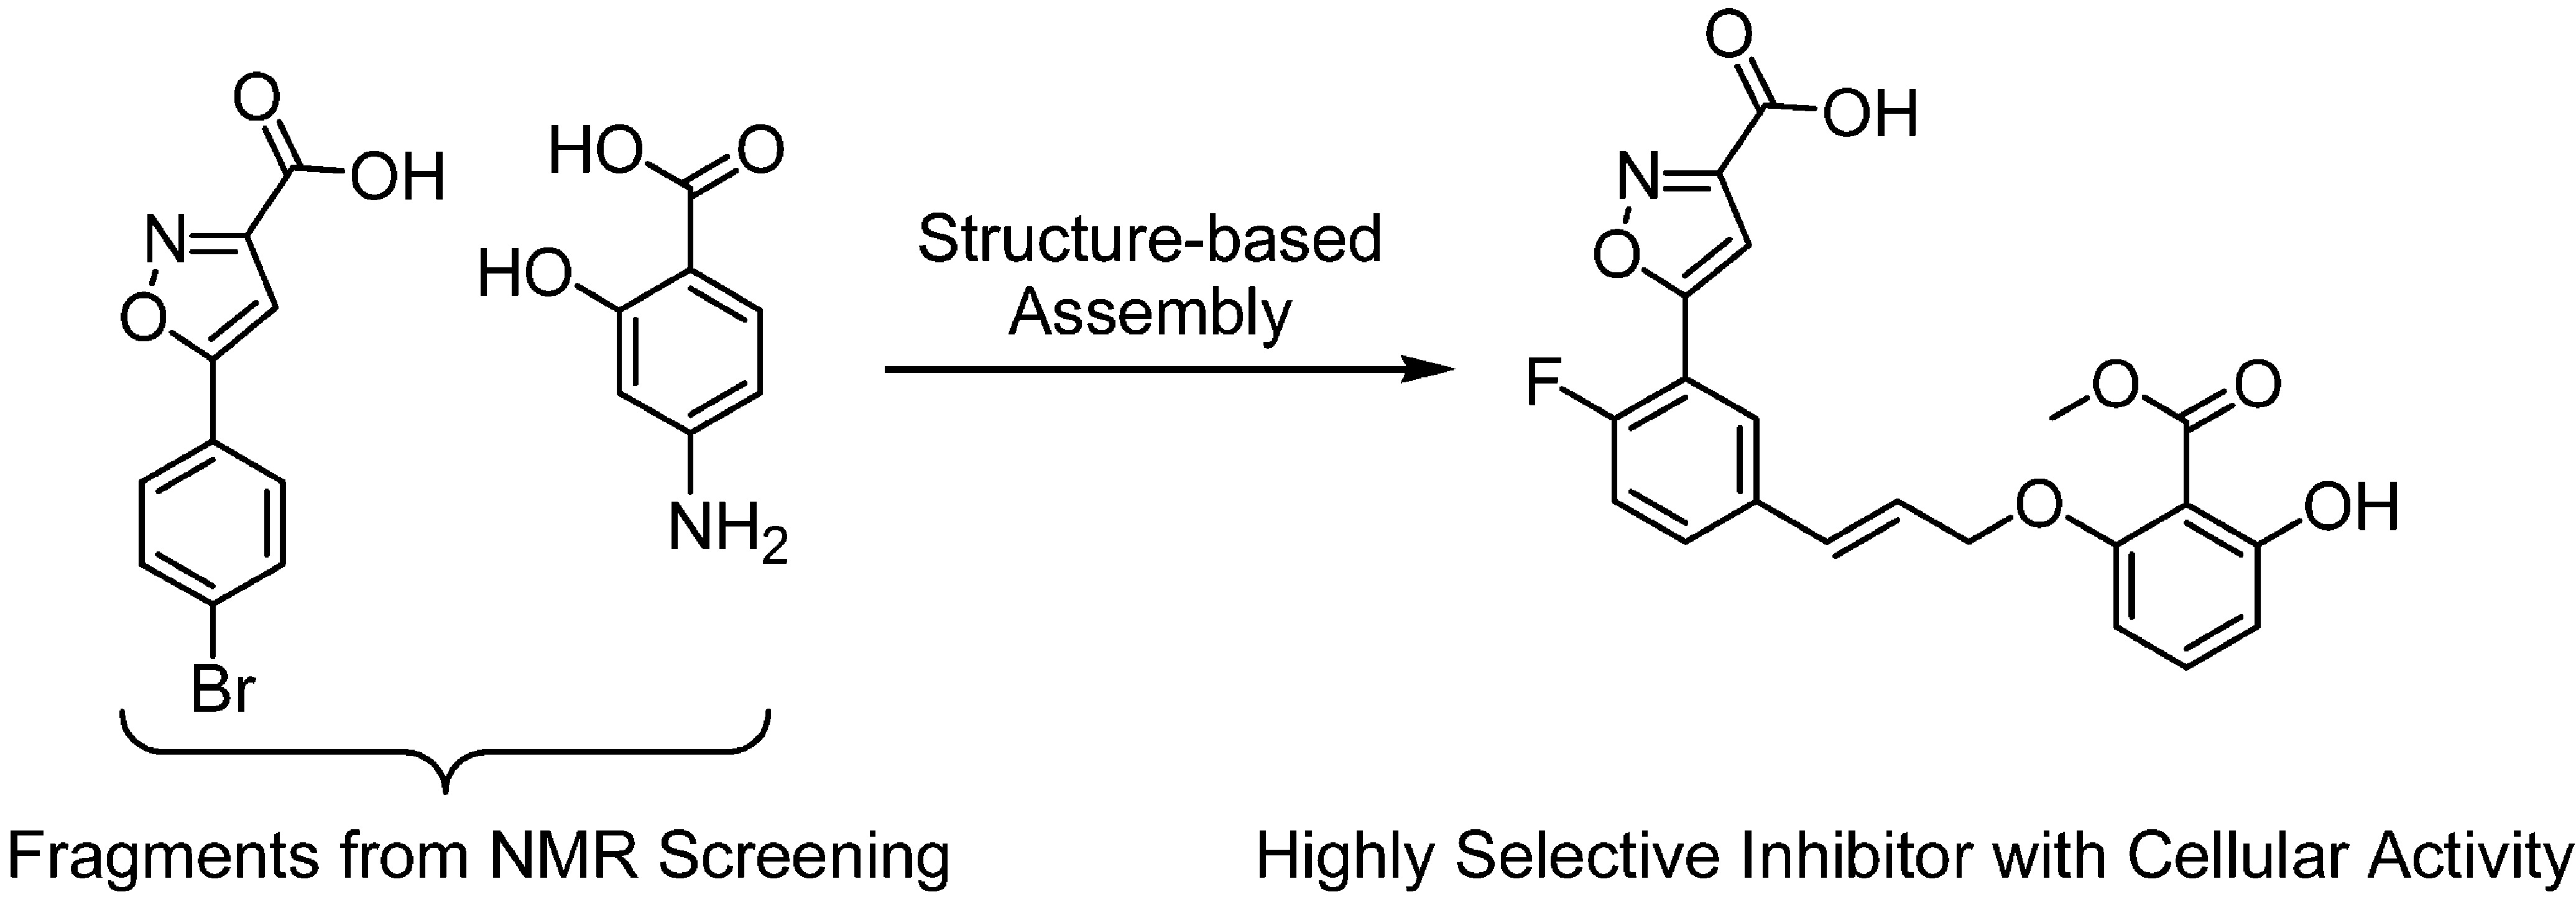 O
OH
N
O
Br
HO
O
HO
NH2
Structure-based
Assembly
O
OH
N
O
F
O
O
O
OH
Fragments from NMR Screening
Highly Selective Inhibitor with Cellular Activity